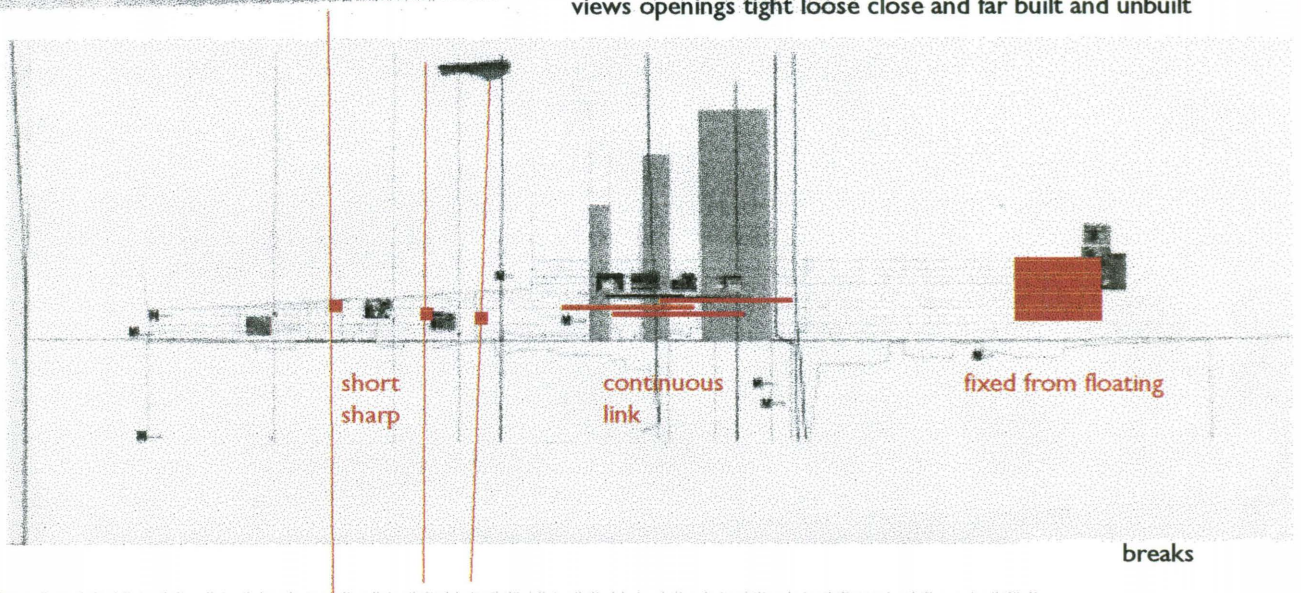 views openings tight loose close and far built and unbuilt
short
sharp
continuous
link
fixed from floating
breaks